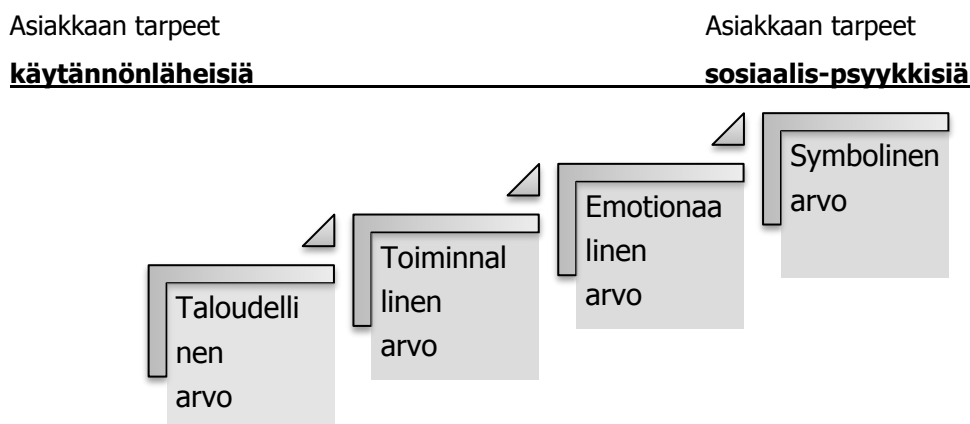 Asiakkaan tarpeet
käytännönläheisiä
Asiakkaan tarpeet
sosiaalis-psyykkisiä
Taloudelli
nen
arvo
Toiminnal
linen
arvo
Emotionaa
linen
arvo
Symbolinen
arvo